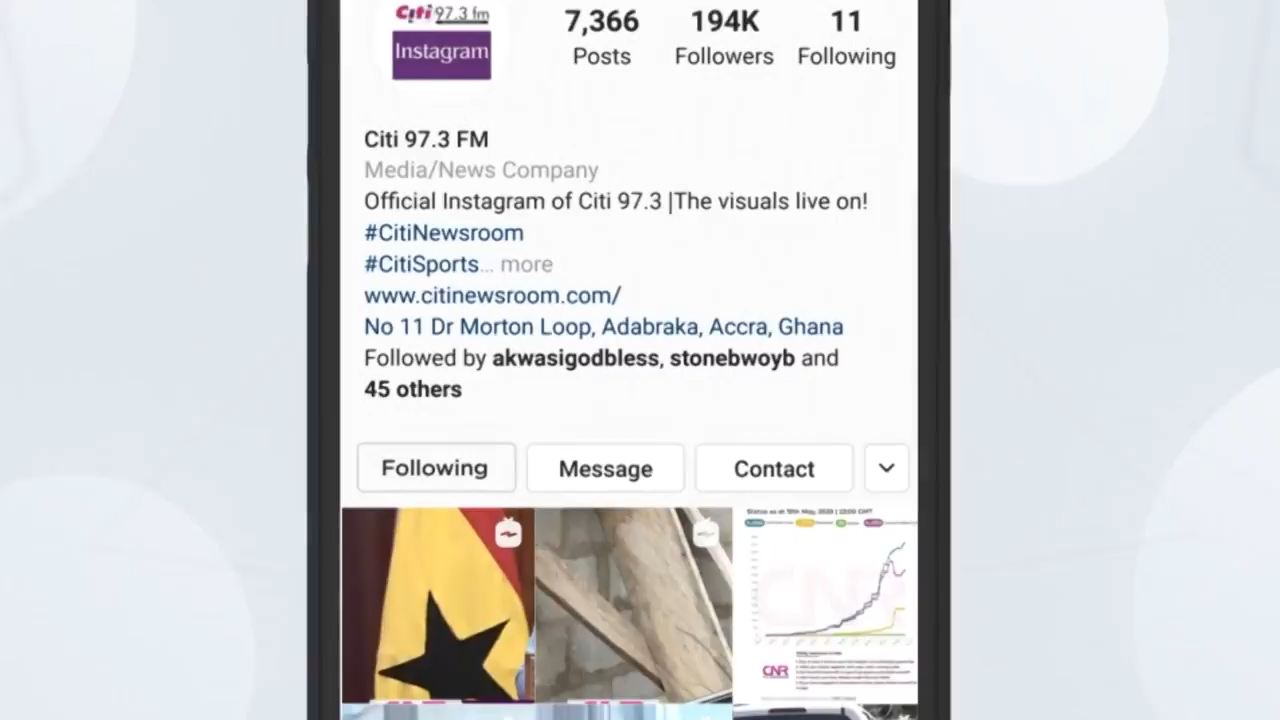 Citi 97.3 fm
Instagram
7,366 194K 11
Posts Followers Following
Citi 97.3 FM
Media/News Company
Official Instagram of Citi 97.3 |The visuals live on!
#CitiNewsroom
#CitiSports... more
www.citinewsroom.com/
No 11 Dr Morton Loop, Adabraka, Accra, Ghana
Followed by akwasigodbless, stonebwoyb and
45 others
Following Message Contact
CNR
CNR